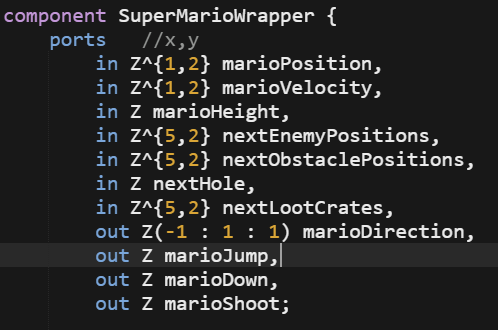 component SuperMarioWrapper {
    ports   //x,y
        in Z^{1,2} marioPosition,
        in Z^{1,2} marioVelocity,
        in Z marioHeight,
        in Z^{5,2} nextEnemyPositions,
        in Z^{5,2} nextObstaclePositions,
        in Z nextHole,
        in Z^{5,2} nextLootCrates,
        out Z(-1 : 1 : 1) marioDirection,
        out Z marioJump,
        out Z marioDown,
        out Z marioShoot;